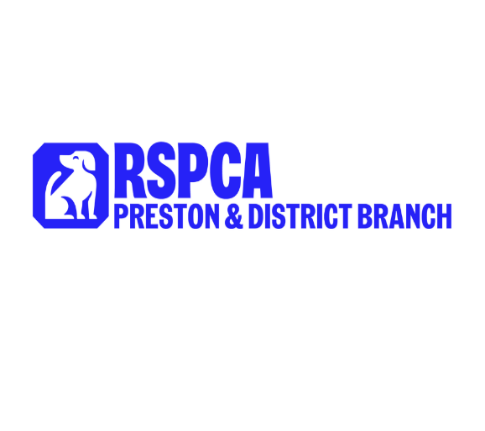 RSPCA
PRESTON & DISTRICT BRANCH